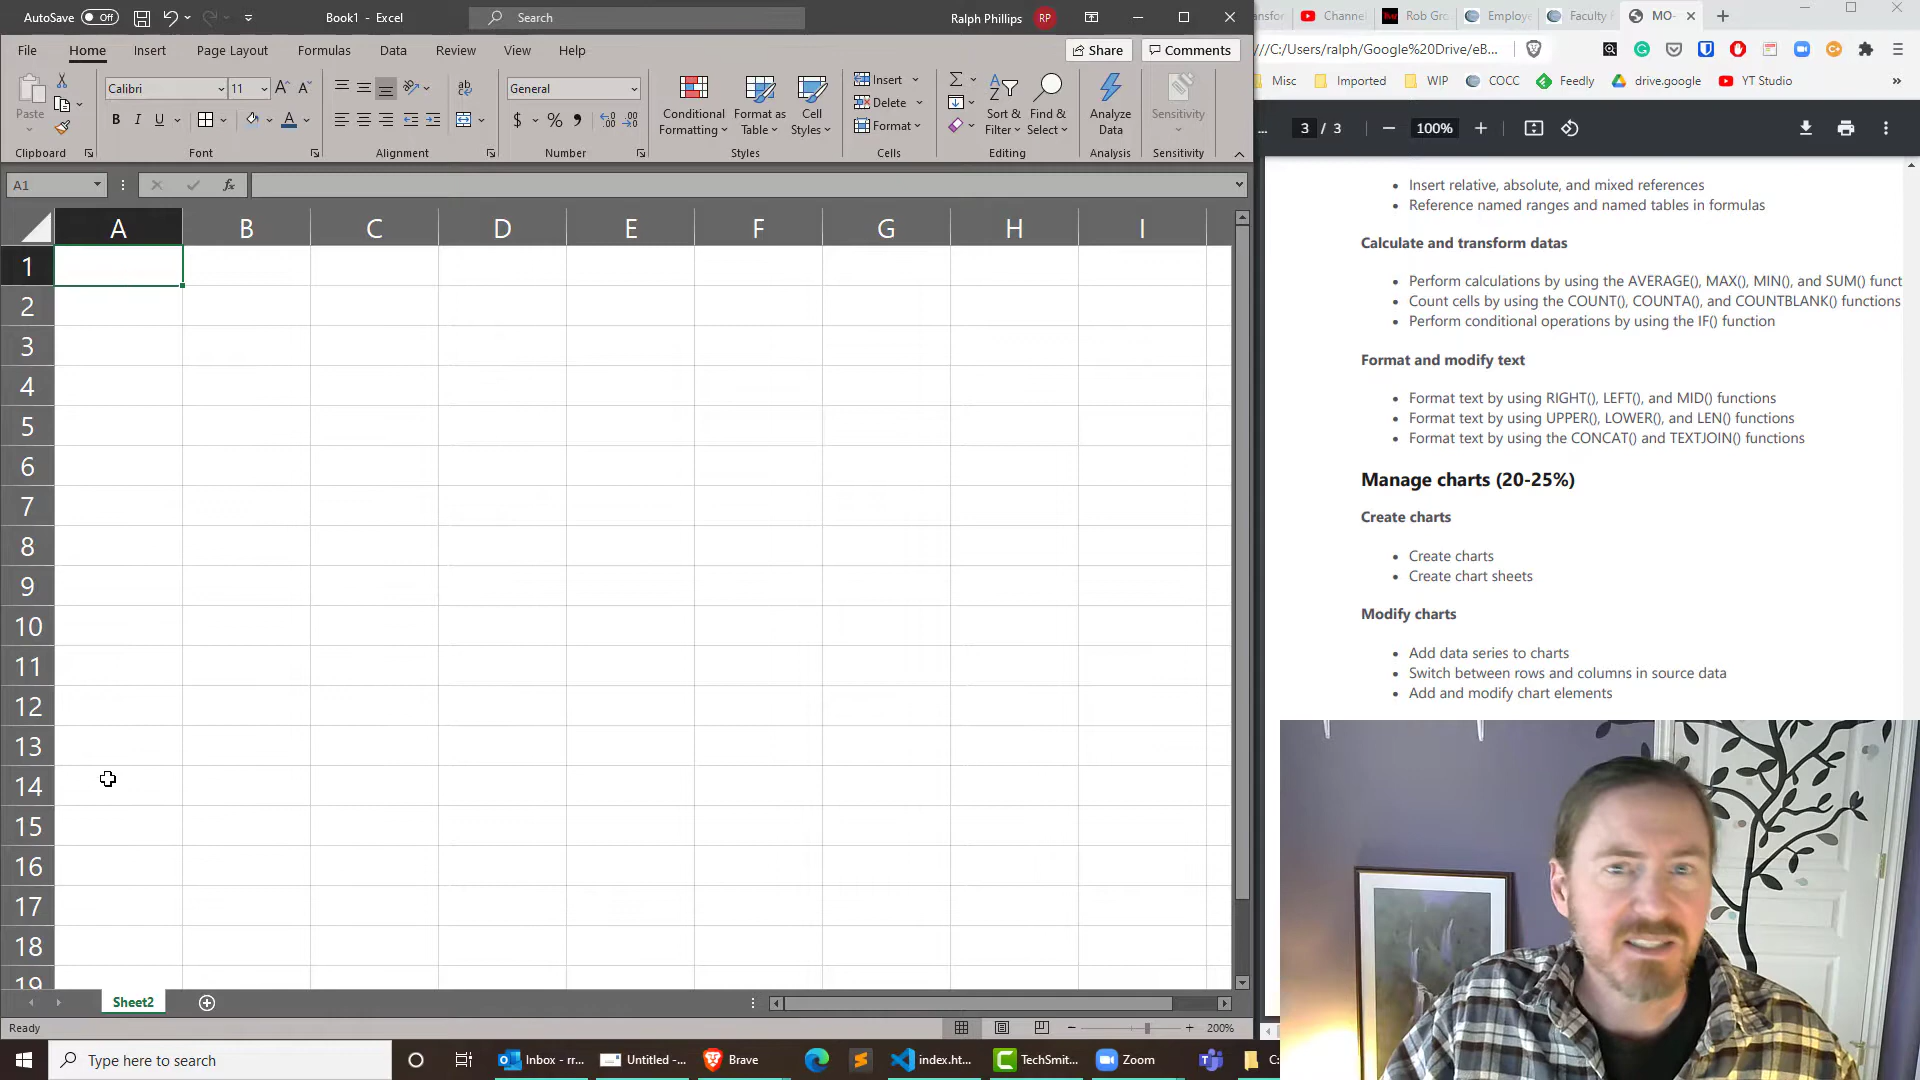 AutoSave Off Book1 - Excel Search Ralph Phillips RP
File Home Insert Page Layout Formulas Data Review View Help Share Comments
Paste Calibri 11 General Conditional Formatting Format as Table Cell Styles Insert Delete Format Sort & Filter Find & Select Analyze Data Sensitivity
Clipboard Font Alignment Number Styles Cells Editing Analysis Sensitivity
A1 fx
A B C D E F G H I
1
2
3
4
5
6
7
8
9
10
11
12
13
14
15
16
17
18
19
Sheet2
Ready 200%
Channel Rob Gro Employe Faculty MO-
///C:/Users/ralph/Google%20Drive/eB...
Misc Imported WIP COCC Feedly drive.google YT Studio »
... 3 / 3 100%
• Insert relative, absolute, and mixed references
• Reference named ranges and named tables in formulas
Calculate and transform datas
• Perform calculations by using the AVERAGE(), MAX(), MIN(), and SUM() funct
• Count cells by using the COUNT(), COUNTA(), and COUNTBLANK() functions
• Perform conditional operations by using the IF() function
Format and modify text
• Format text by using RIGHT(), LEFT(), and MID() functions
• Format text by using UPPER(), LOWER(), and LEN() functions
• Format text by using the CONCAT() and TEXTJOIN() functions
Manage charts (20-25%)
Create charts
• Create charts
• Create chart sheets
Modify charts
• Add data series to charts
• Switch between rows and columns in source data
• Add and modify chart elements
Type here to search Inbox - rr... Untitled -... Brave index.ht... TechSmit... Zoom C: